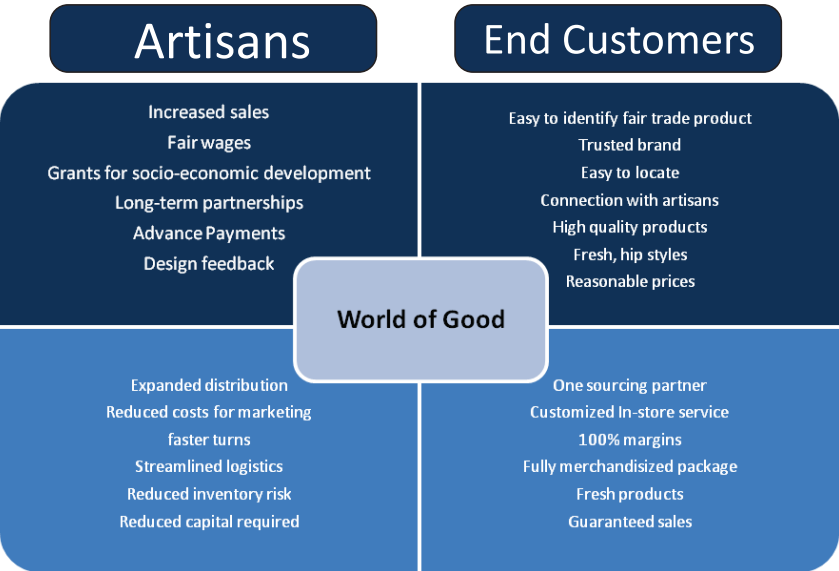 Artisans
End Customers
Increased sales
Fair wages
Grants for socio-economic development
Long-term partnerships
Advance Payments
Design feedback
Easy to identify fair trade product
Trusted brand
Easy to locate
Connection with artisans
High quality products
Fresh, hip styles
Reasonable prices
World of Good
Expanded distribution
Reduced costs for marketing
faster turns
Streamlined logistics
Reduced inventory risk
Reduced capital required
One sourcing partner
Customized In-store service
100% margins
Fully merchandisized package
Fresh products
Guaranteed sales